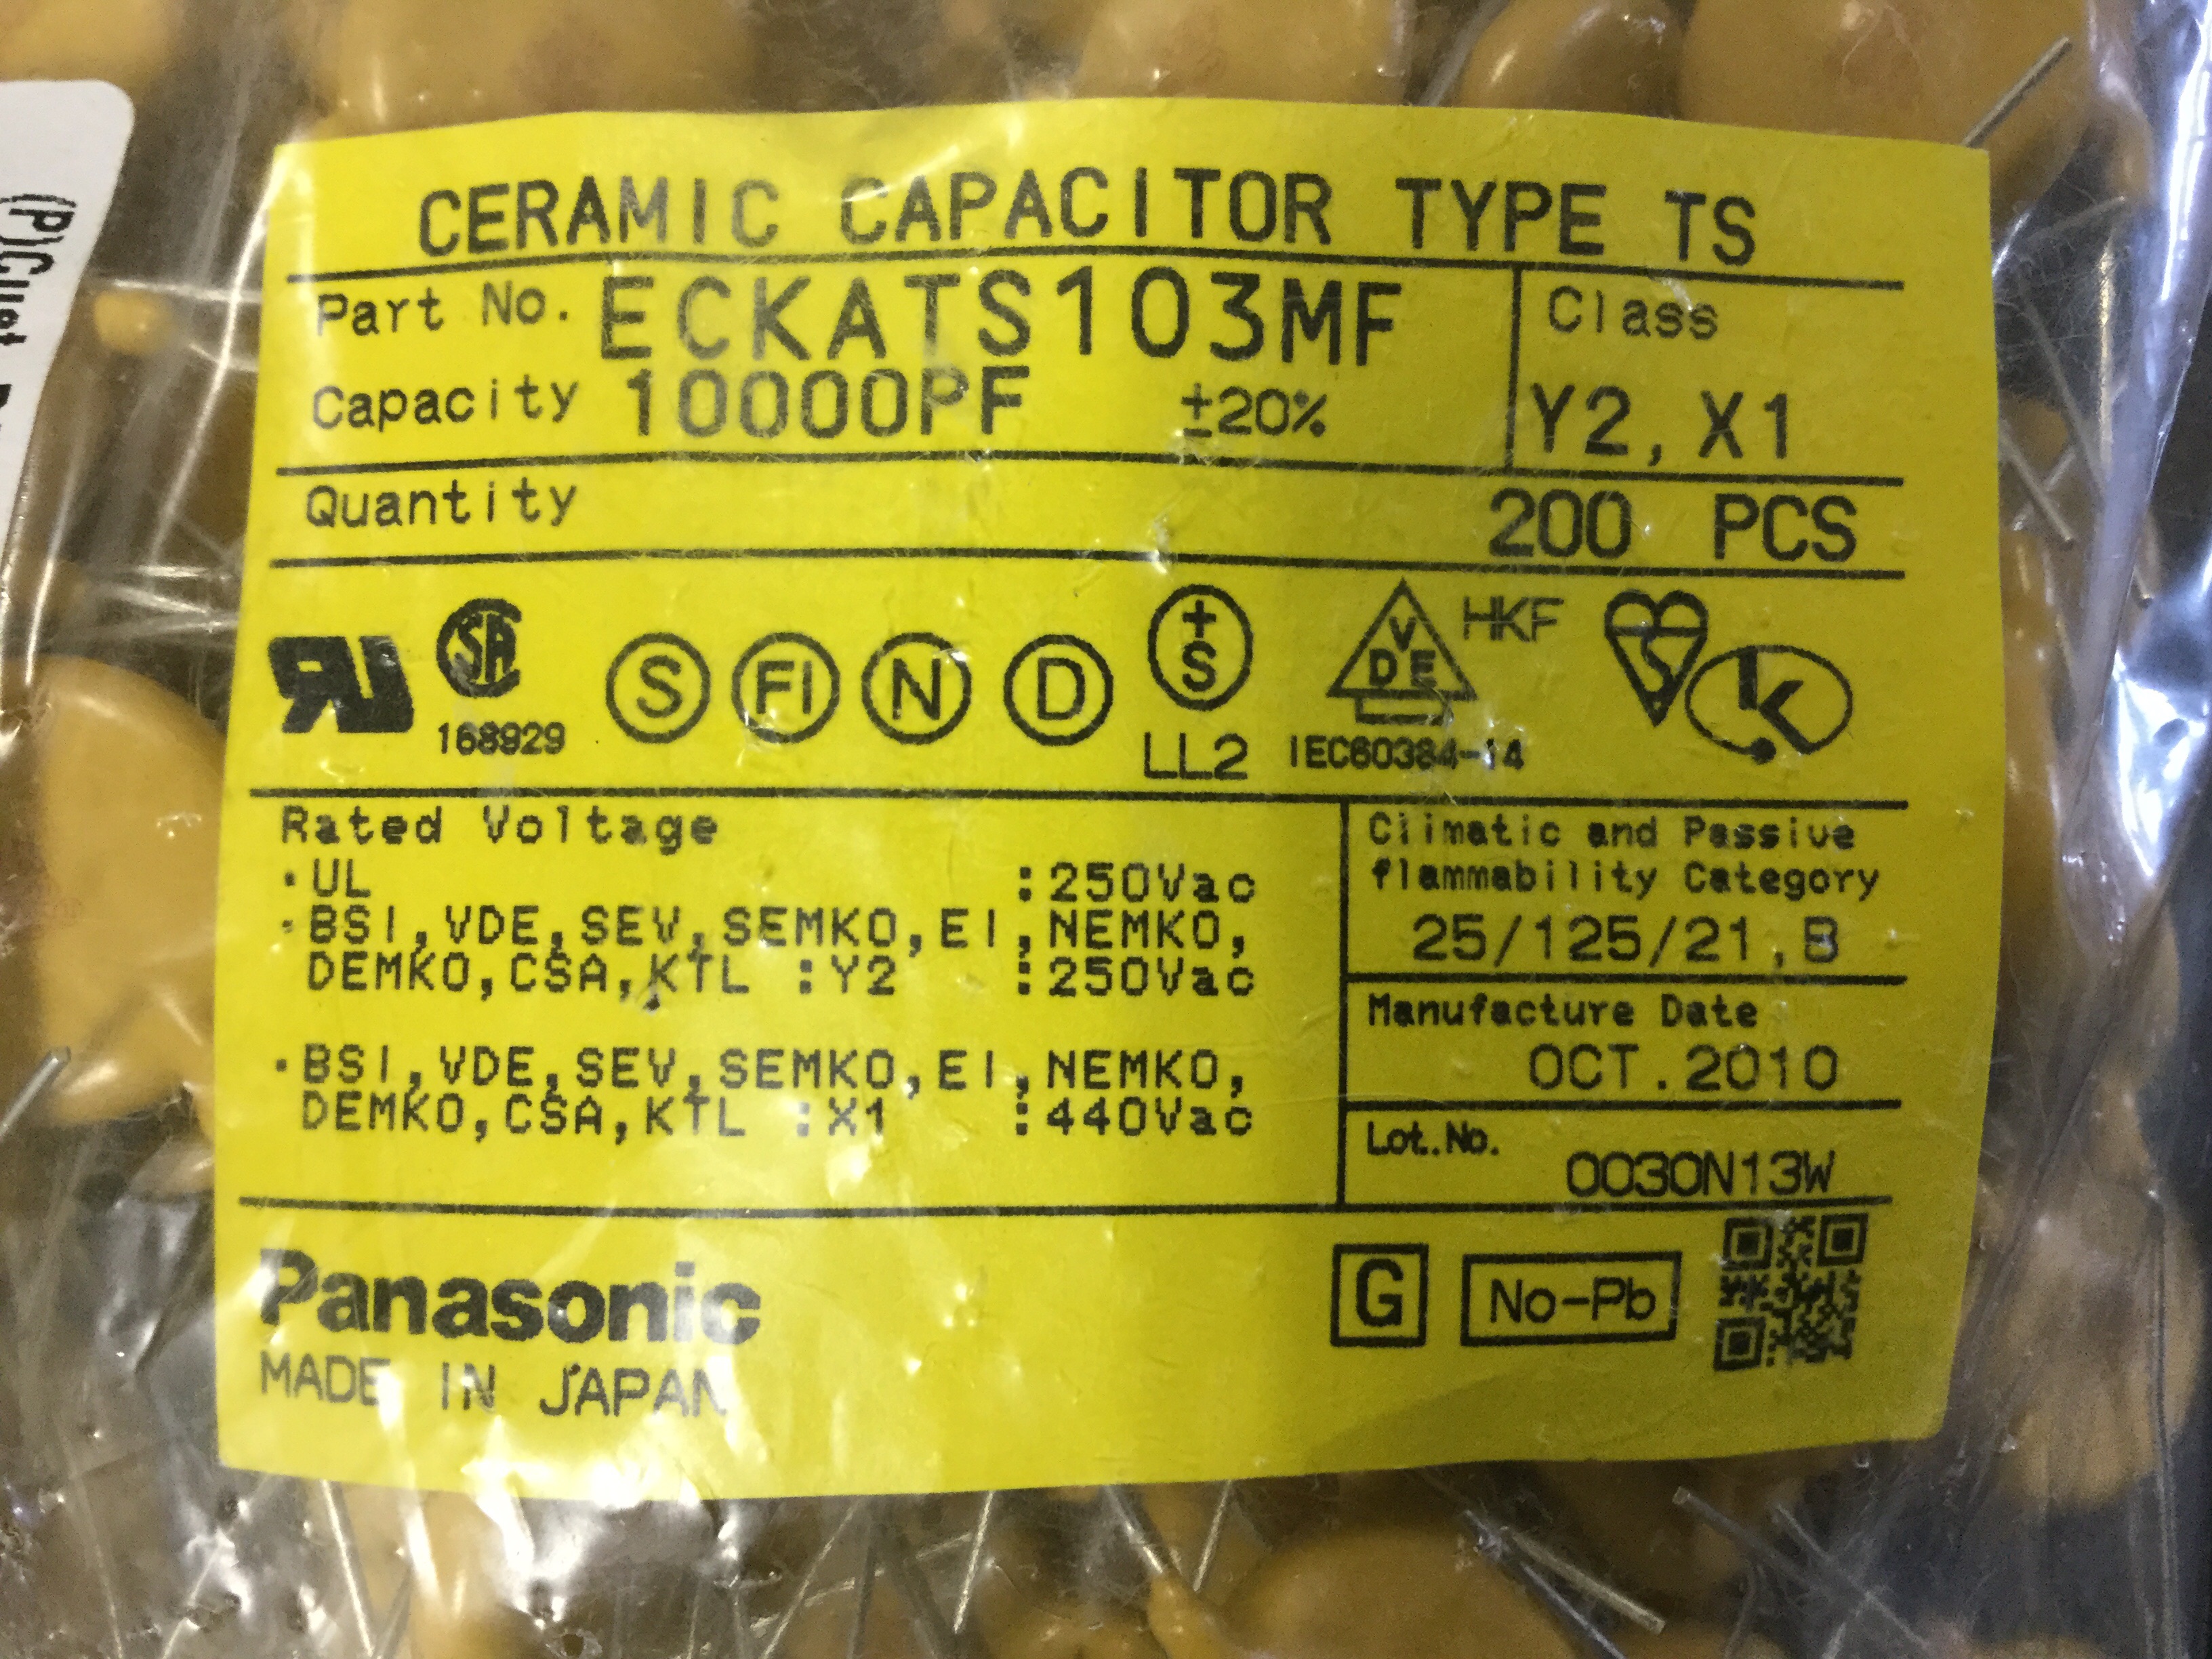 CERAMIC CAPACITOR TYPE TS
Part No. ECKATS103MF
Class
Capacity 10000PF ±20%
Y2, X1
Quantity 200 PCS
SA
168929
S FI N D
+S
LL2
VDE
HKF
IEC60384-14
K
Rated Voltage
・UL :250Vac
・BSI,VDE,SEV,SEMKO,EI,NEMKO,
DEMKO,CSA,KTL :Y2 :250Vac
・BSI,VDE,SEV,SEMKO,EI,NEMKO,
DEMKO,CSA,KTL :X1 :440Vac
Climatic and Passive
flammability Category
25/125/21,B
Manufacture Date
OCT.2010
Lot.No.
0030N13W
Panasonic
MADE IN JAPAN
G
No-Pb
(P)Cust